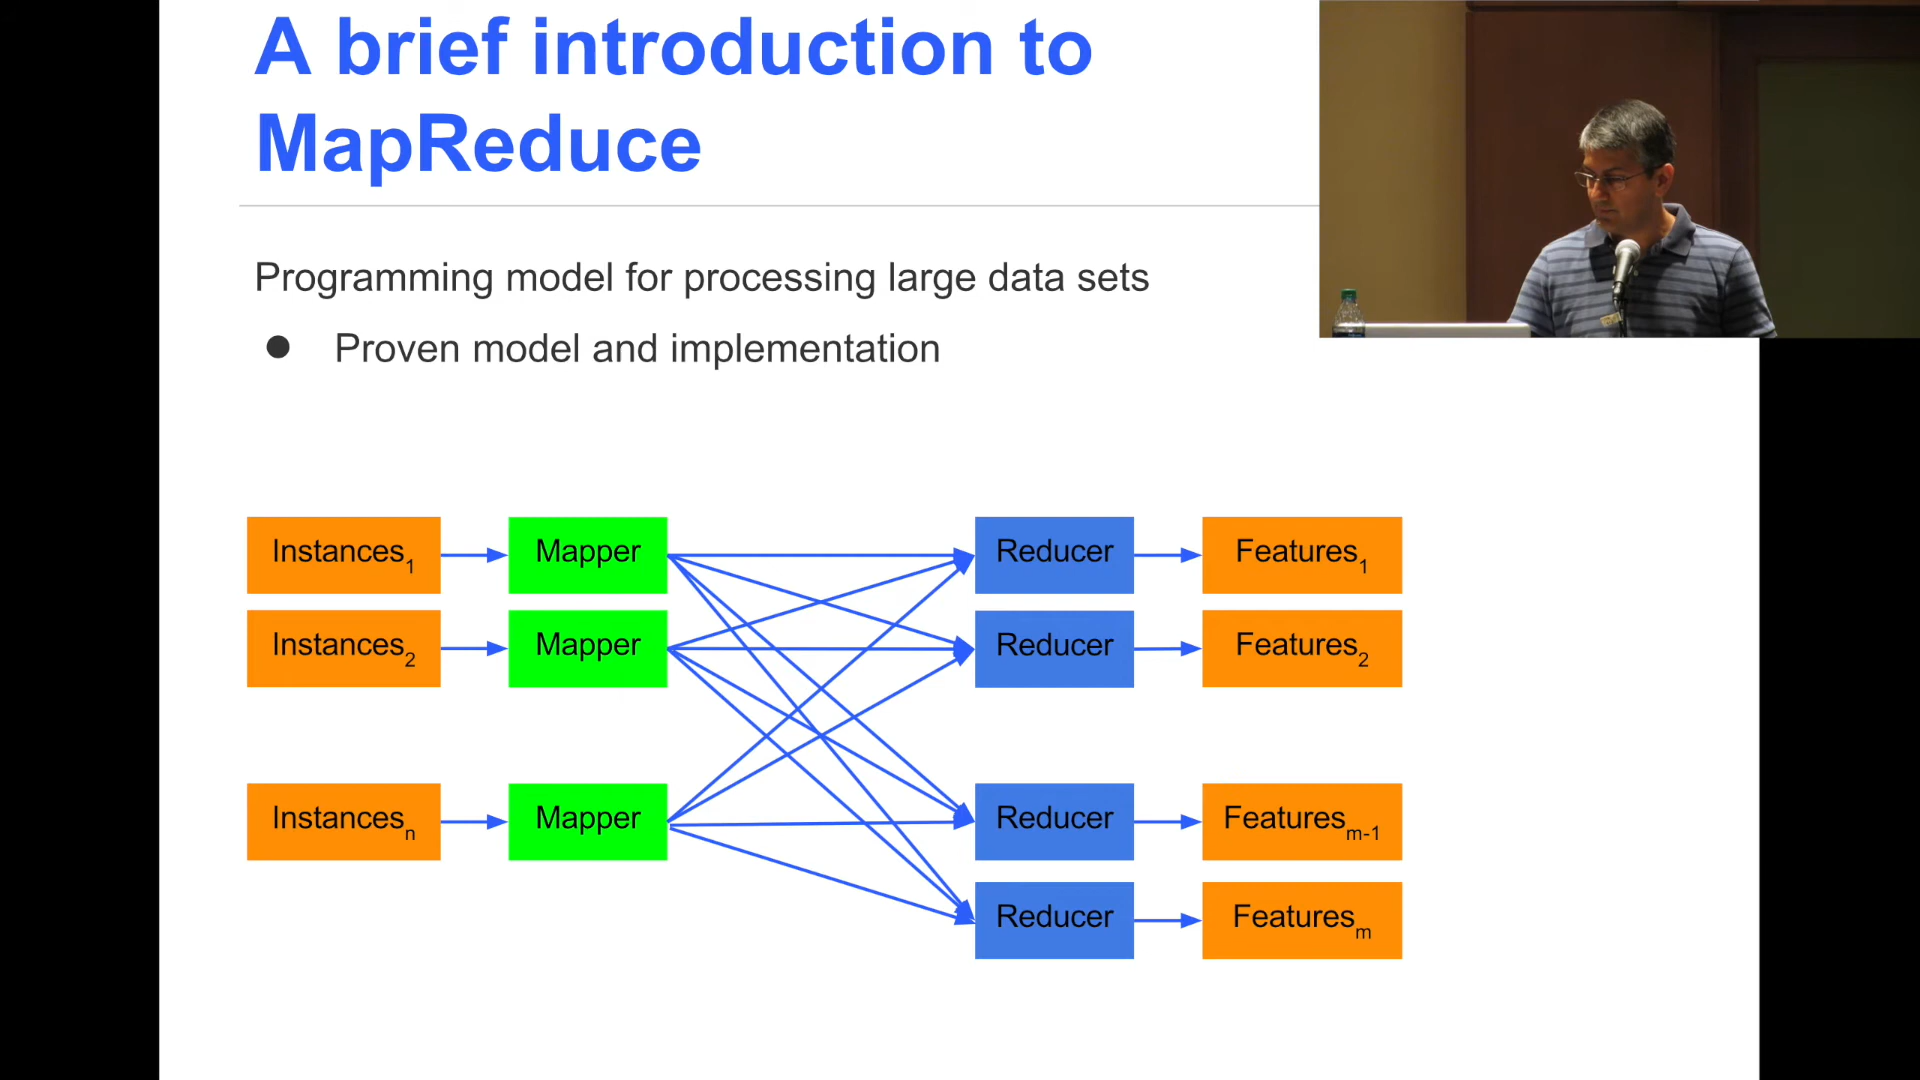 A brief introduction to
MapReduce
Programming model for processing large data sets
● Proven model and implementation
Instances1 Mapper Reducer Features1
Instances2 Mapper Reducer Features2
Instancesn Mapper Reducer Featuresm-1
Reducer Featuresm